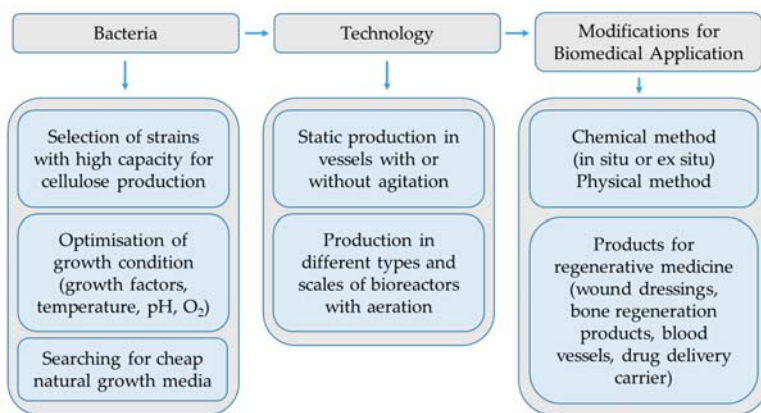 Bacteria
Technology
Modifications for
Biomedical Application
Selection of strains
with high capacity for
cellulose production
Optimisation of
growth condition
(growth factors,
temperature, pH, O₂)
Searching for cheap
natural growth media
Static production in
vessels with or
without agitation
Production in
different types and
scales of bioreactors
with aeration
Chemical method
(in situ or ex situ)
Physical method
Products for
regenerative medicine
(wound dressings,
bone regeneration
products, blood
vessels, drug delivery
carrier)